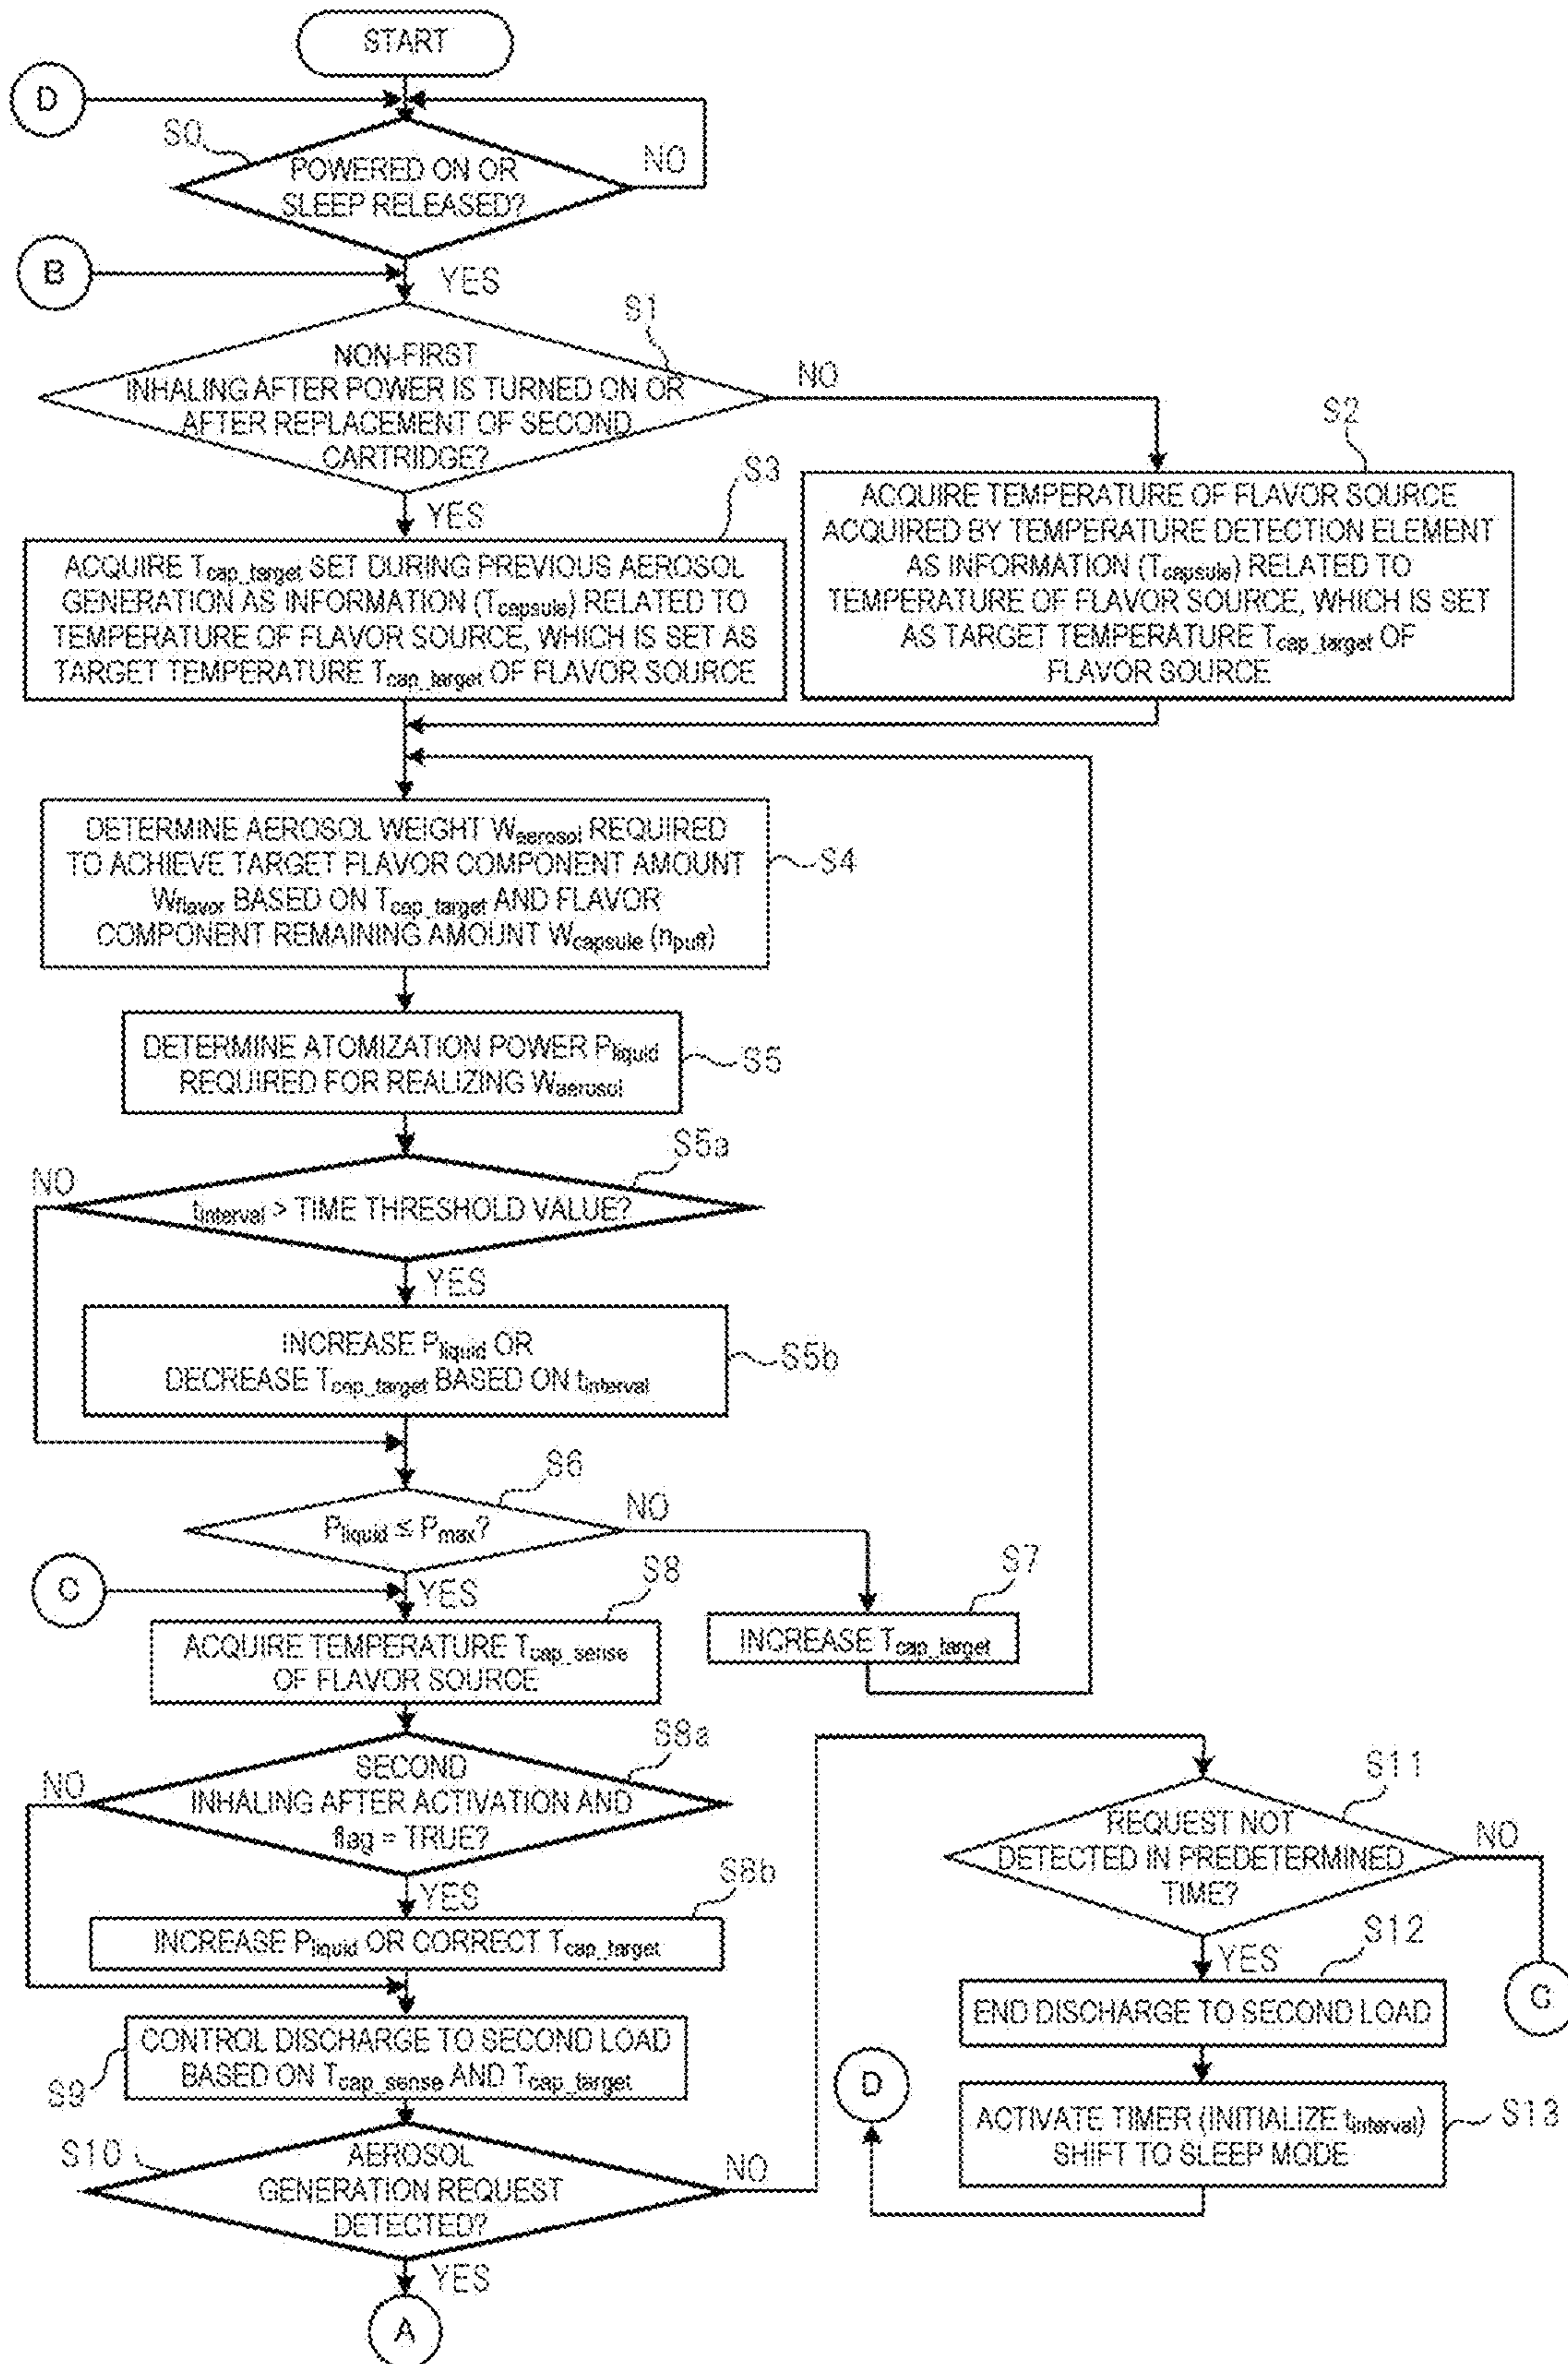 START
D
S0
POWERED ON OR
SLEEP RELEASED?
NO
B
YES
S1
NON-FIRST
INHALING AFTER POWER IS TURNED ON OR
AFTER REPLACEMENT OF SECOND
CARTRIDGE?
NO
YES
S2
ACQUIRE TEMPERATURE OF FLAVOR SOURCE
ACQUIRED BY TEMPERATURE DETECTION ELEMENT
AS INFORMATION (Tcapsule) RELATED TO
TEMPERATURE OF FLAVOR SOURCE, WHICH IS SET
AS TARGET TEMPERATURE Tcap_target OF
FLAVOR SOURCE
S3
ACQUIRE Tcap_target SET DURING PREVIOUS AEROSOL
GENERATION AS INFORMATION (Tcapsule) RELATED TO
TEMPERATURE OF FLAVOR SOURCE, WHICH IS SET AS
TARGET TEMPERATURE Tcap_target OF FLAVOR SOURCE
DETERMINE AEROSOL WEIGHT Waerosol REQUIRED
TO ACHIEVE TARGET FLAVOR COMPONENT AMOUNT
Wflavor BASED ON Tcap_target AND FLAVOR
COMPONENT REMAINING AMOUNT Wcapsule (npuff)
S4
DETERMINE ATOMIZATION POWER Pliquid
REQUIRED FOR REALIZING Waerosol
S5
S5a
NO
tinterval > TIME THRESHOLD VALUE?
YES
INCREASE Pliquid OR
DECREASE Tcap_target BASED ON tinterval
S5b
S6
Pliquid ≤ Pmax?
NO
C
YES
S7
INCREASE Tcap_target
S8
ACQUIRE TEMPERATURE Tcap_sense
OF FLAVOR SOURCE
S8a
NO
SECOND
INHALING AFTER ACTIVATION AND
flag = TRUE?
YES
S8b
INCREASE Pliquid OR CORRECT Tcap_target
S9
CONTROL DISCHARGE TO SECOND LOAD
BASED ON Tcap_sense AND Tcap_target
S10
AEROSOL
GENERATION REQUEST
DETECTED?
NO
YES
A
S11
REQUEST NOT
DETECTED IN PREDETERMINED
TIME?
NO
C
YES
S12
END DISCHARGE TO SECOND LOAD
S13
ACTIVATE TIMER (INITIALIZE tinterval)
SHIFT TO SLEEP MODE
D